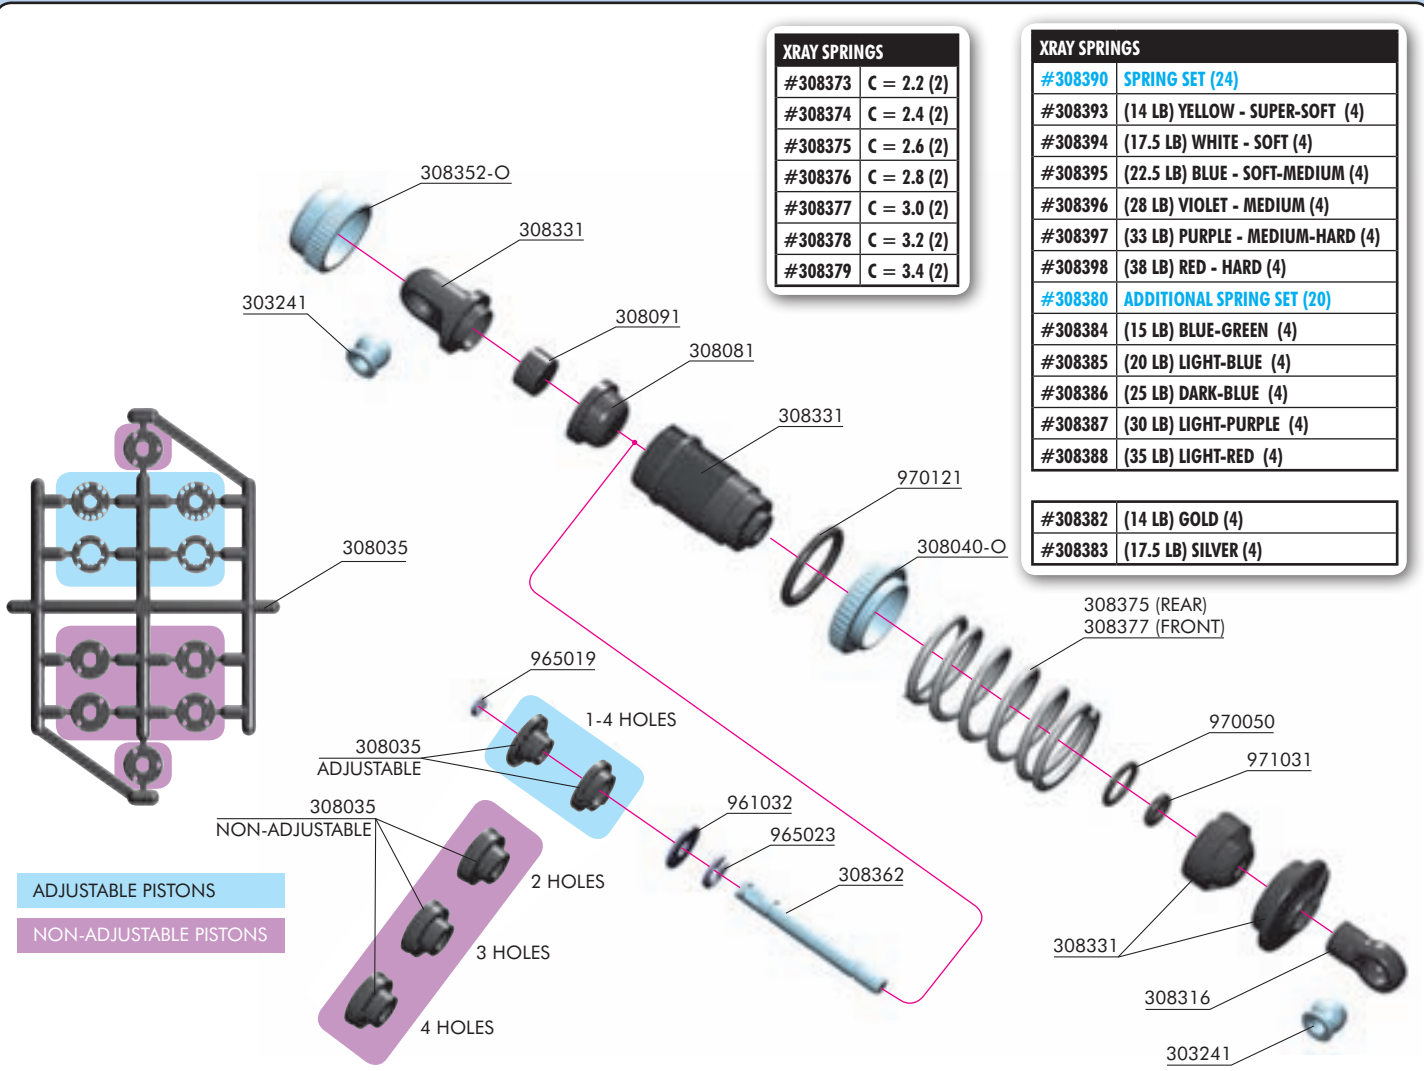 XRAY SPRINGS
#308373 C = 2.2 (2)
#308374 C = 2.4 (2)
#308375 C = 2.6 (2)
#308376 C = 2.8 (2)
#308377 C = 3.0 (2)
#308378 C = 3.2 (2)
#308379 C = 3.4 (2)
XRAY SPRINGS
#308390 SPRING SET (24)
#308393 (14 LB) YELLOW - SUPER-SOFT (4)
#308394 (17.5 LB) WHITE - SOFT (4)
#308395 (22.5 LB) BLUE - SOFT-MEDIUM (4)
#308396 (28 LB) VIOLET - MEDIUM (4)
#308397 (33 LB) PURPLE - MEDIUM-HARD (4)
#308398 (38 LB) RED - HARD (4)
#308380 ADDITIONAL SPRING SET (20)
#308384 (15 LB) BLUE-GREEN (4)
#308385 (20 LB) LIGHT-BLUE (4)
#308386 (25 LB) DARK-BLUE (4)
#308387 (30 LB) LIGHT-PURPLE (4)
#308388 (35 LB) LIGHT-RED (4)
#308382 (14 LB) GOLD (4)
#308383 (17.5 LB) SILVER (4)
308352-O
308331
303241
308091
308081
308331
970121
308040-O
308035
308375 (REAR)
308377 (FRONT)
965019
1-4 HOLES
970050
308035
ADJUSTABLE
971031
308035
NON-ADJUSTABLE
961032
965023
308362
2 HOLES
ADJUSTABLE PISTONS
NON-ADJUSTABLE PISTONS
3 HOLES
308331
308316
4 HOLES
303241